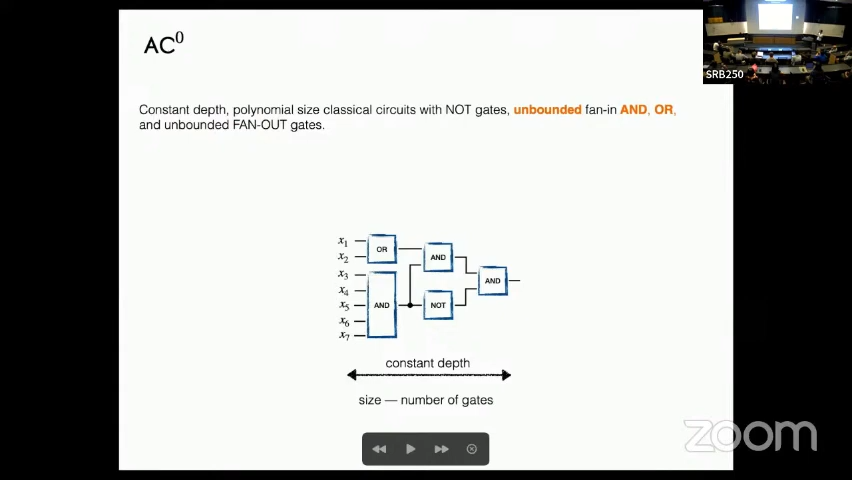 AC⁰
SRB250
Constant depth, polynomial size classical circuits with NOT gates, unbounded fan-in AND, OR,
and unbounded FAN-OUT gates.
x₁
x₂
x₃
x₄
x₅
x₆
x₇
OR
AND
AND
NOT
AND
constant depth
size — number of gates
zoom